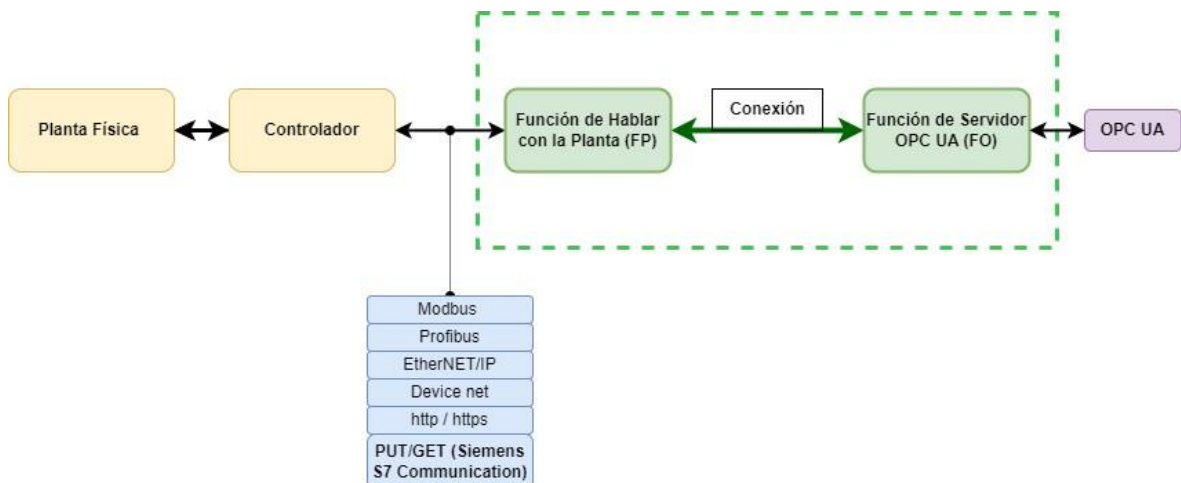 Planta Física
Controlador
Función de Hablar
con la Planta (FP)
Conexión
Función de Servidor
OPC UA (FO)
OPC UA
Modbus
Profibus
EtherNET/IP
Device net
http / https
PUT/GET (Siemens
S7 Communication)